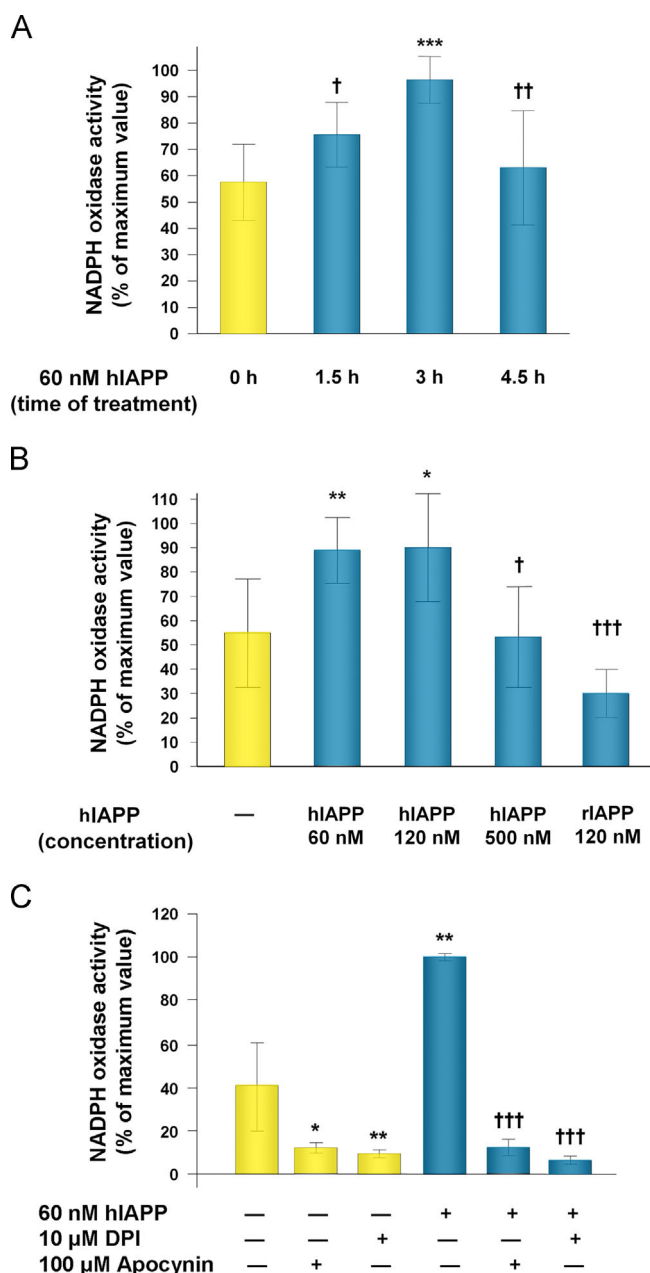 A
NADPH oxidase activity
(% of maximum value)
100
90
80
70
60
50
40
30
20
10
0
†
***
††
60 nM hIAPP
(time of treatment)
0 h
1.5 h
3 h
4.5 h
B
NADPH oxidase activity
(% of maximum value)
110
100
90
80
70
60
50
40
30
20
10
0
**
*
†
†††
hIAPP
(concentration)
—
hIAPP
60 nM
hIAPP
120 nM
hIAPP
500 nM
rIAPP
120 nM
C
NADPH oxidase activity
(% of maximum value)
120
100
60
40
20
0
*
**
**
†††
†††
60 nM hIAPP — — — + + +
10 µM DPI — — + — — +
100 µM Apocynin — + — — + —